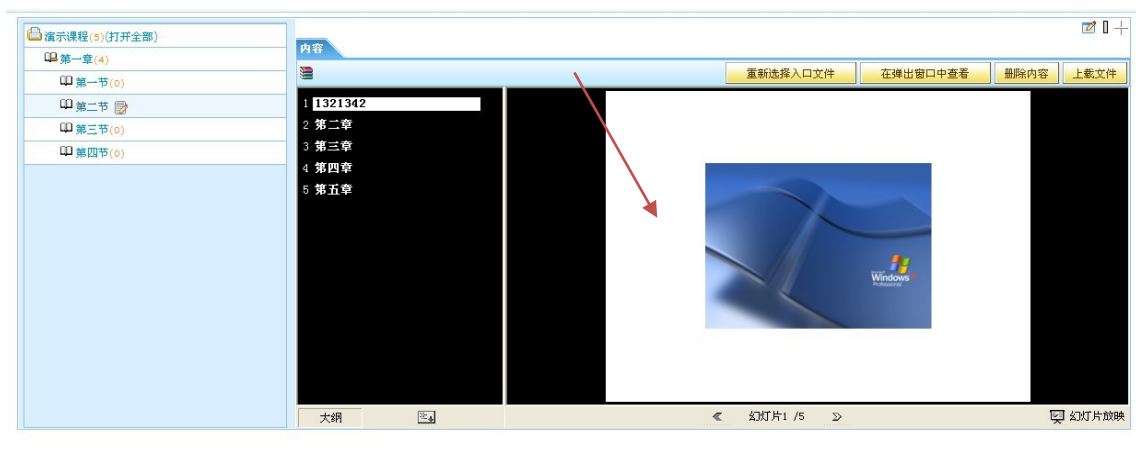 演示课程(5)(打开全部)
第一章(4)
第一节(0)
第二节
第三节(0)
第四节(0)
内容
重新选择入口文件 在弹出窗口中查看 删除内容 上载文件
1 1321342
2 第二章
3 第三章
4 第四章
5 第五章
Microsoft
Windows xp
Professional
大纲 幻灯片1 /5 幻灯片放映